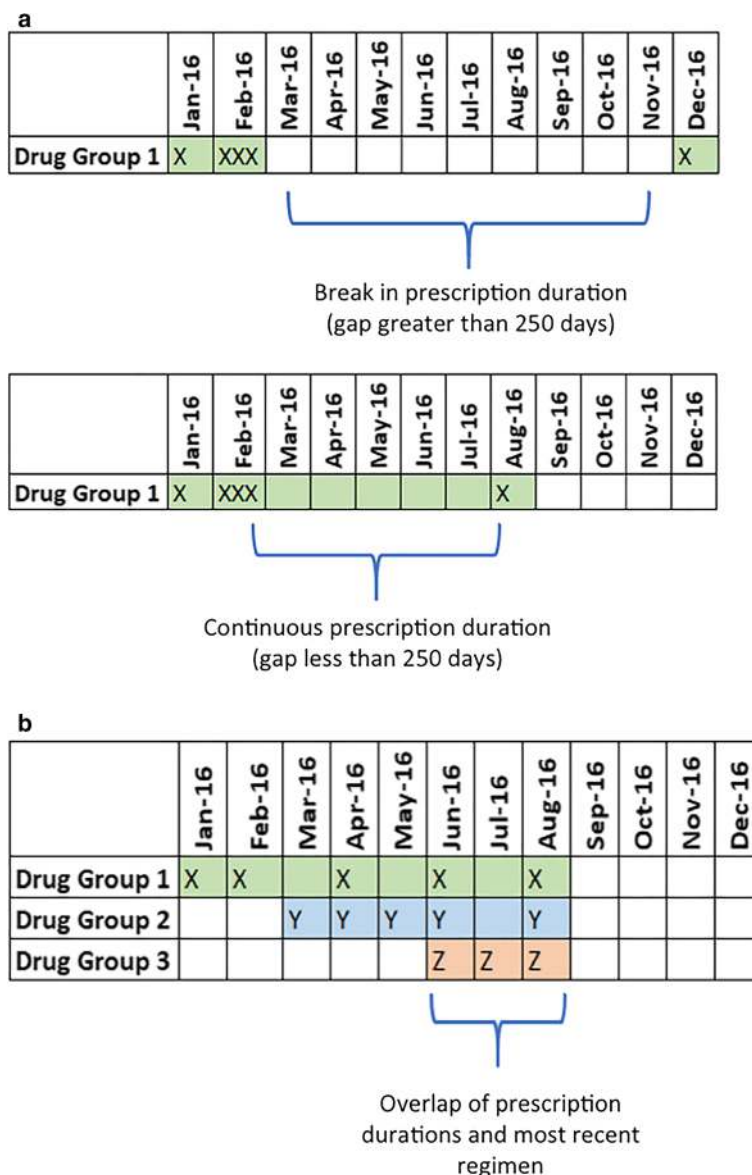 a
Jan-16 Feb-16 Mar-16 Apr-16 May-16 Jun-16 Jul-16 Aug-16 Sep-16 Oct-16 Nov-16 Dec-16
Drug Group 1 X XXX X
Break in prescription duration
(gap greater than 250 days)
Jan-16 Feb-16 Mar-16 Apr-16 May-16 Jun-16 Jul-16 Aug-16 Sep-16 Oct-16 Nov-16 Dec-16
Drug Group 1 X XXX X
Continuous prescription duration
(gap less than 250 days)
b
Jan-16 Feb-16 Mar-16 Apr-16 May-16 Jun-16 Jul-16 Aug-16 Sep-16 Oct-16 Nov-16 Dec-16
Drug Group 1 X X X X X
Drug Group 2 Y Y Y Y Y
Drug Group 3 Z Z Z
Overlap of prescription
durations and most recent
regimen